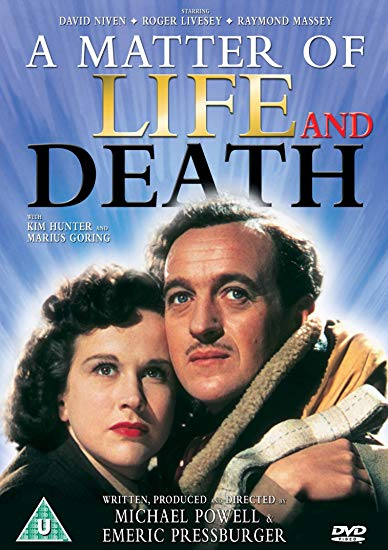 STARRING
DAVID NIVEN ★ ROGER LIVESEY ★ RAYMOND MASSEY
A MATTER OF
LIFE AND
DEATH
WITH
KIM HUNTER AND
MARIUS GORING
WRITTEN, PRODUCED AND DIRECTED BY
MICHAEL POWELL &
EMERIC PRESSBURGER
U
DVD
VIDEO